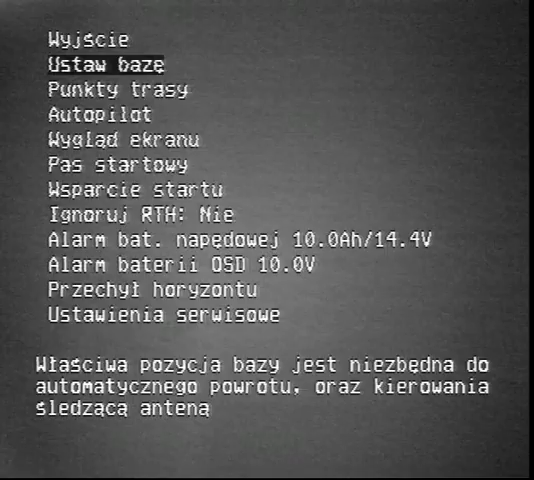 Wyjście
Ustaw bazę
Punkty trasy
Autopilot
Wygląd ekranu
Pas startowy
Wsparcie startu
Ignoruj RTH: Nie
Alarm bat. napędowej 10.0Ah/14.4V
Alarm baterii OSD 10.0V
Przechył horyzontu
Ustawienia serwisowe
Właściwa pozycja bazy jest niezbędna do
automatycznego powrotu, oraz kierowania
śledzącą anteną